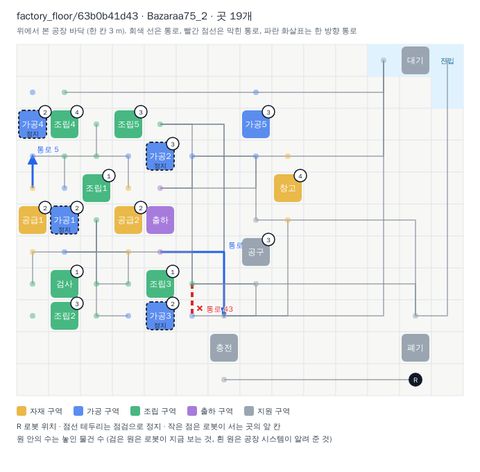 factory_floor/63b0b41d43 · Bazaraa75_2 · 곳 19개
위에서 본 공장 바닥 (한 칸 3 m). 회색 선은 통로, 빨간 점선은 막힌 통로, 파란 화살표는 한 방향 통로
대기
2 4 3 3
가공4 조립4 조립5 가공5
정지
3
가공2
정지
통로 5
1 4
조립1 창고
2 2 2
공급1 가공1 공급2 출하
정지
통로
3
공구
1 1
검사 조립3
3 2
조립2 가공3
정지
✕ 통로 43
충전 폐기
R
자재 구역 가공 구역 조립 구역 출하 구역 지원 구역
R 로봇 위치 · 점선 테두리는 점검으로 정지 · 작은 점은 로봇이 서는 곳의 앞 칸
원 안의 수는 놓인 물건 수 (검은 원은 로봇이 지금 보는 것, 흰 원은 공장 시스템이 알려 준 것)